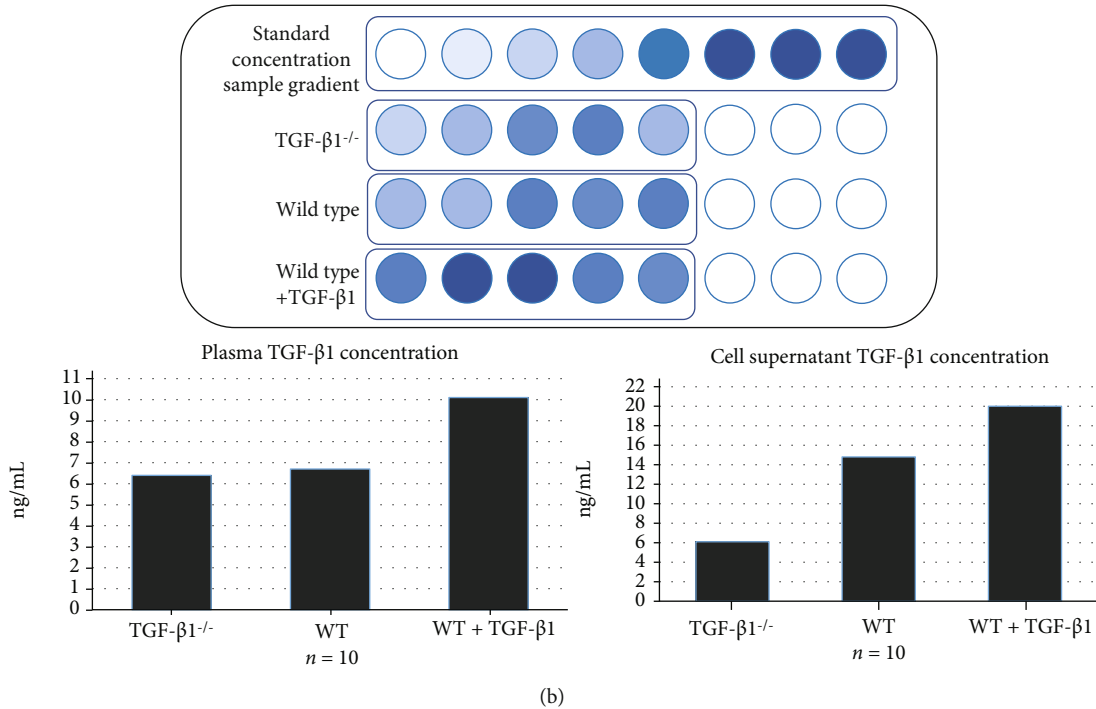 Standard
concentration
sample gradient
TGF-β1-/-
Wild type
Wild type
+TGF-β1
Plasma TGF-β1 concentration
11
10
9
8
7
6
5
4
3
2
1
0
ng/mL
TGF-β1-/-
WT
WT + TGF-β1
n = 10
Cell supernatant TGF-β1 concentration
22
20
18
16
14
12
10
8
6
4
2
0
ng/mL
TGF-β1-/-
WT
WT + TGF-β1
n = 10
(b)